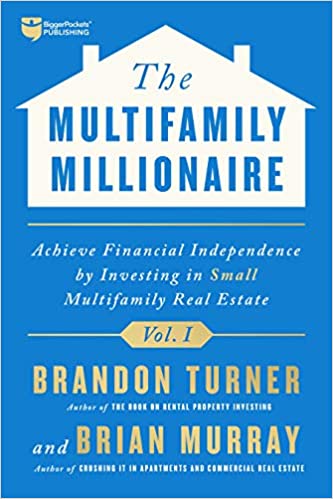 BiggerPockets
PUBLISHING
The
MULTIFAMILY
MILLIONAIRE
Achieve Financial Independence
by Investing in Small
Multifamily Real Estate
Vol. I
BRANDON TURNER
Author of THE BOOK ON RENTAL PROPERTY INVESTING
and BRIAN MURRAY
Author of CRUSHING IT IN APARTMENTS AND COMMERCIAL REAL ESTATE